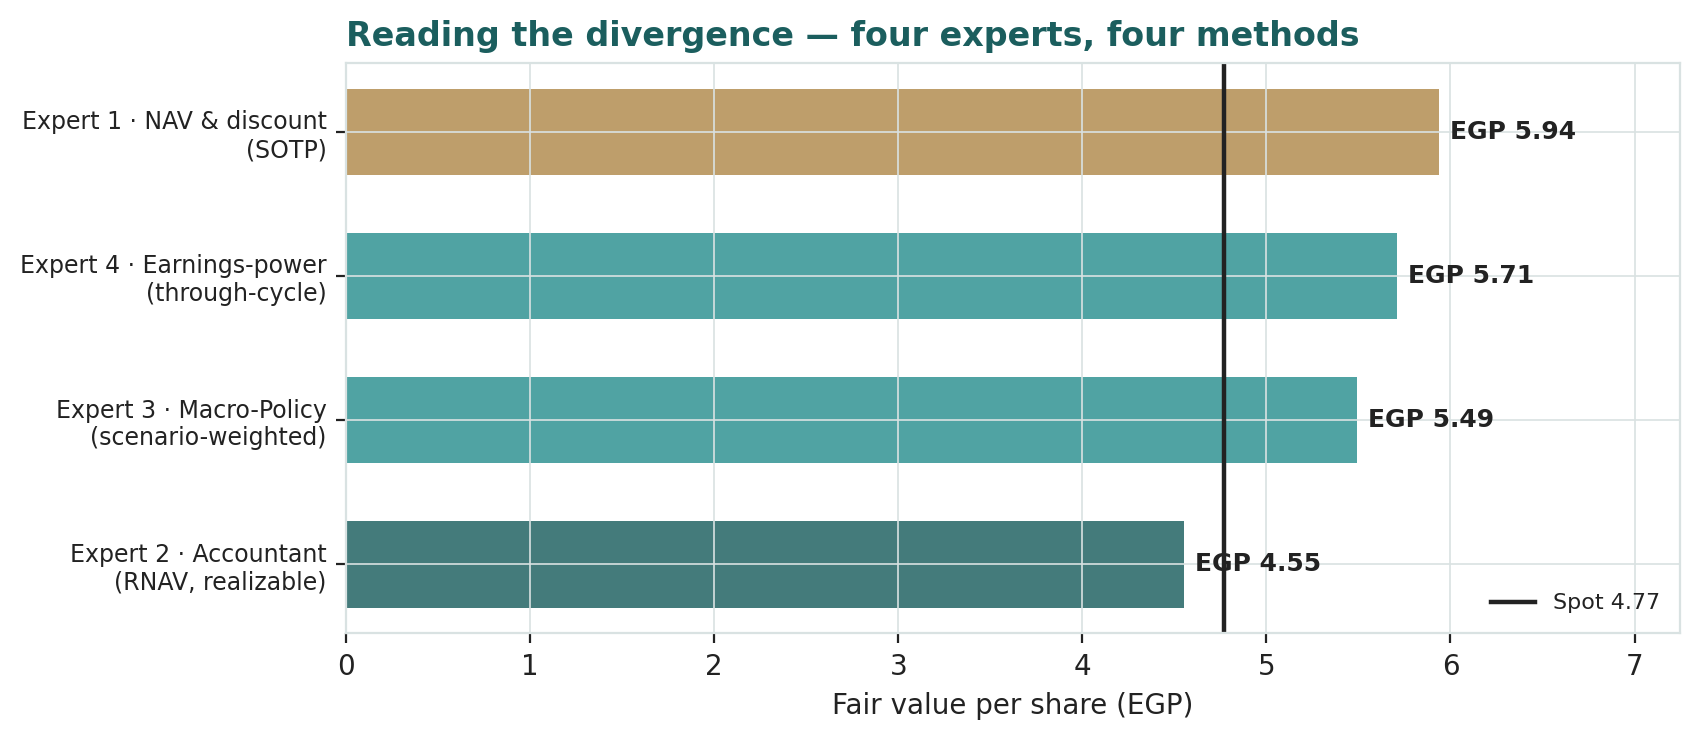 Reading the divergence — four experts, four methods
Expert 1 · NAV & discount
(SOTP)
EGP 5.94
Expert 4 · Earnings-power
(through-cycle)
EGP 5.71
Expert 3 · Macro-Policy
(scenario-weighted)
EGP 5.49
Expert 2 · Accountant
(RNAV, realizable)
EGP 4.55
Spot 4.77
0 1 2 3 4 5 6 7
Fair value per share (EGP)